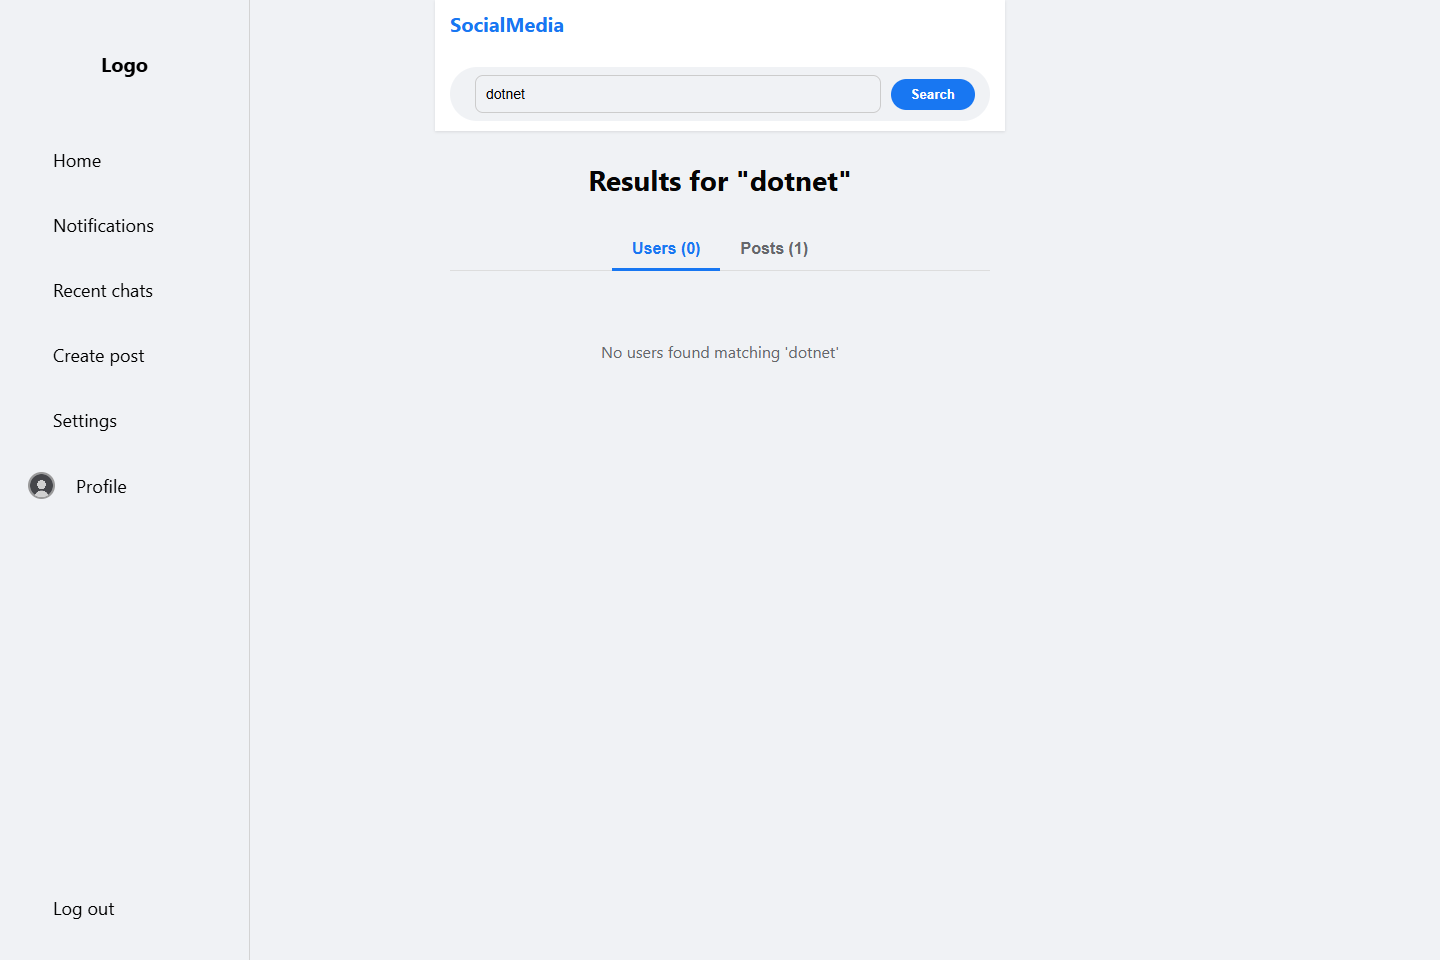 Logo
Home
Notifications
Recent chats
Create post
Settings
Profile
Log out
SocialMedia
dotnet
Search
Results for "dotnet"
Users (0)
Posts (1)
No users found matching 'dotnet'